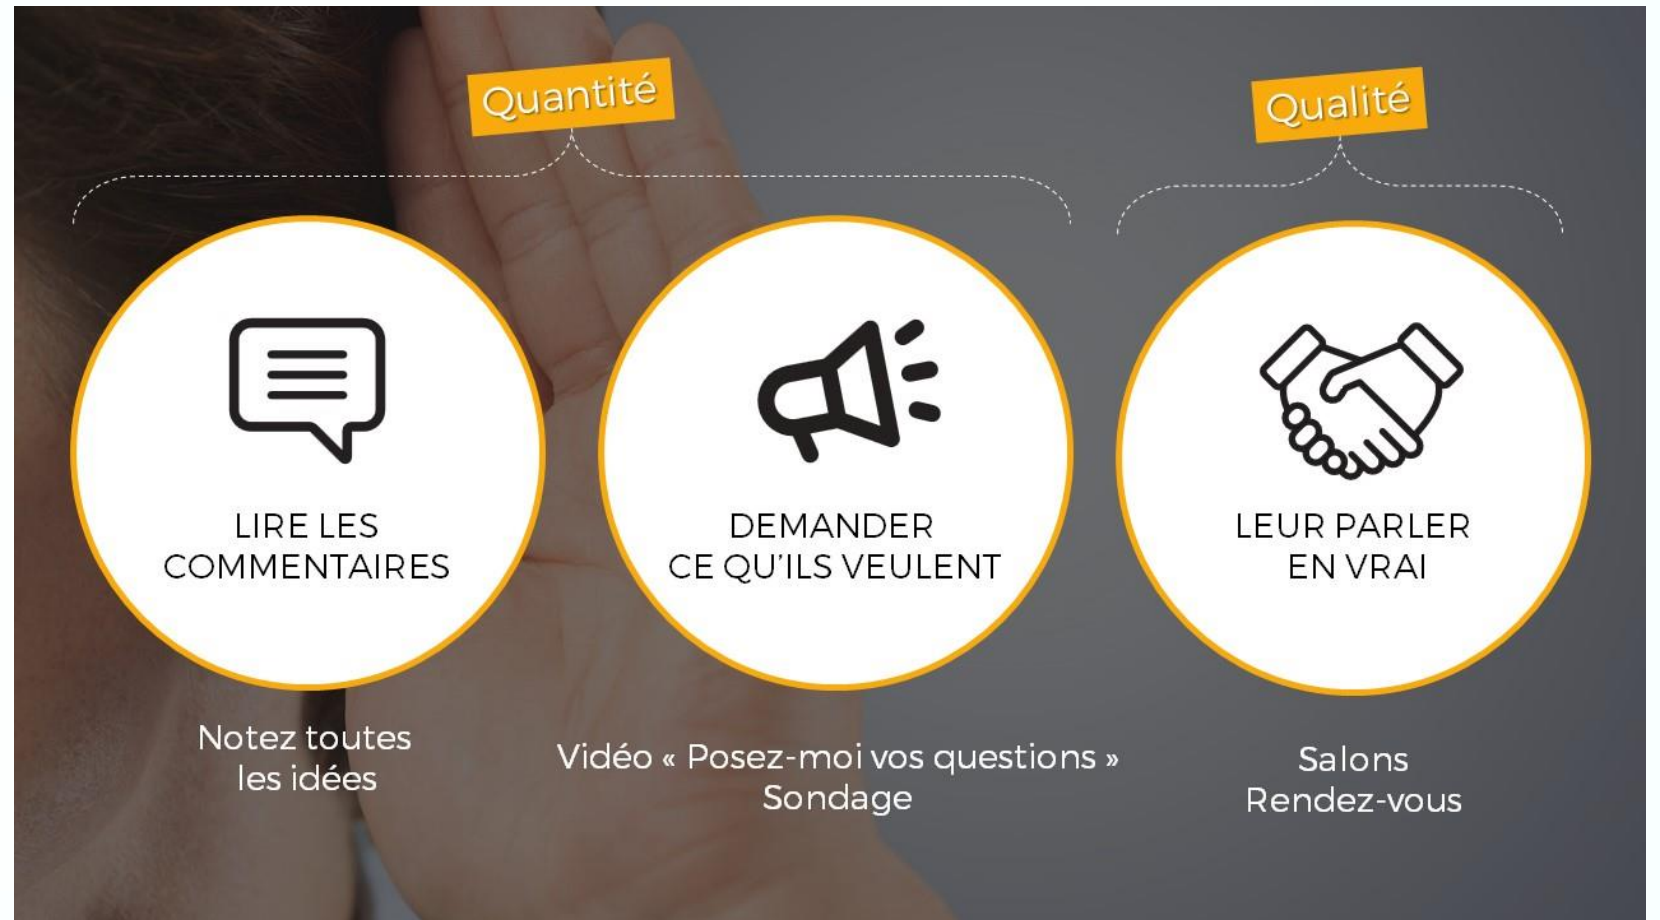 Quantité
Qualité
LIRE LES
COMMENTAIRES
DEMANDER
CE QU'ILS VEULENT
LEUR PARLER
EN VRAI
Notez toutes
les idées
Vidéo « Posez-moi vos questions »
Sondage
Salons
Rendez-vous